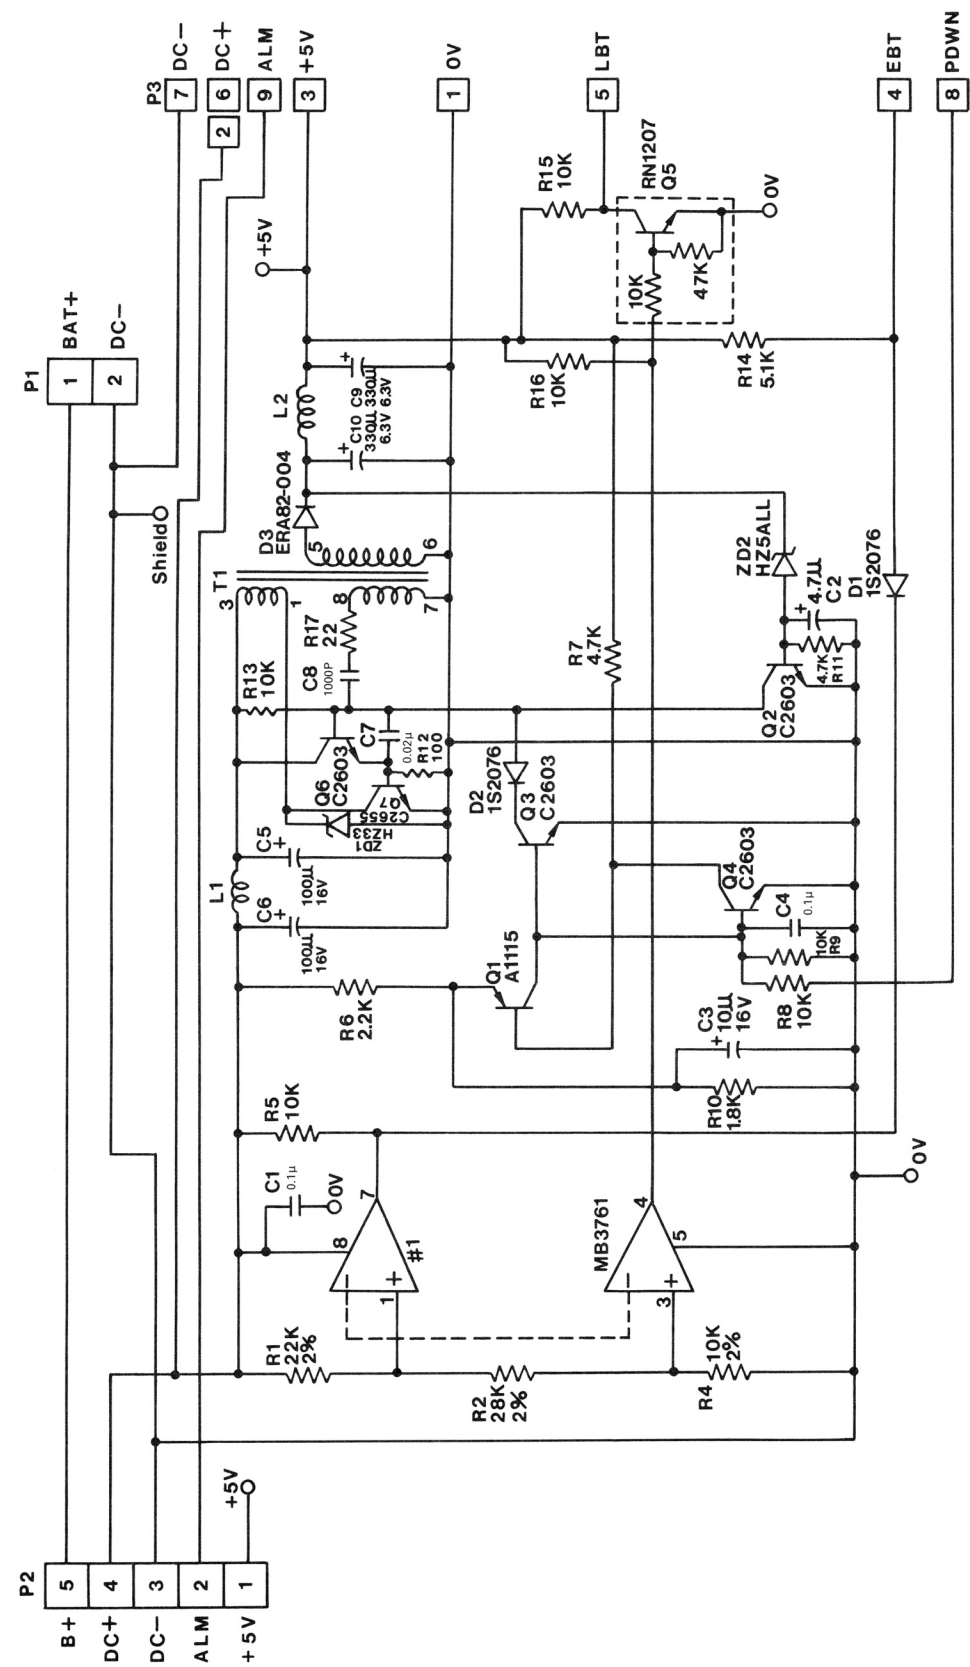 P2
B+
5
DC+
4
DC−
3
ALM
2
+5V
1
+5V
P1
1
BAT+
2
DC−
Shield
P3
7
DC−
6
DC+
2
9
ALM
3
+5V
1
0V
5
LBT
4
EBT
8
PDWN
+5V
R1
22K
2%
R2
28K
2%
R4
10K
2%
1
#1
8
7
C1
0.1μ
0V
MB3761
3
4
5
R5
10K
0V
R6
2.2K
R10
1.8K
C3
10μ
16V
R8
10K
10K
R9
C4
0.1μ
Q4
C2603
Q1
A1115
L1
C6
100μ
16V
C5
100μ
16V
ZD1
HZ33
C2655
Q7
Q6
C2603
C7
0.02μ
R12
100
R13
10K
C8
1000P
R17
22
T1
3
1
8
7
5
6
D3
ERA82-004
D2
1S2076
Q3
C2603
R7
4.7K
Q2
C2603
4.7K
R11
4.7μ
C2
D1
1S2076
ZD2
HZ5ALL
L2
C10
330μ
6.3V
C9
330μ
6.3V
R16
10K
R14
5.1K
R15
10K
10K
47K
RN1207
Q5
0V